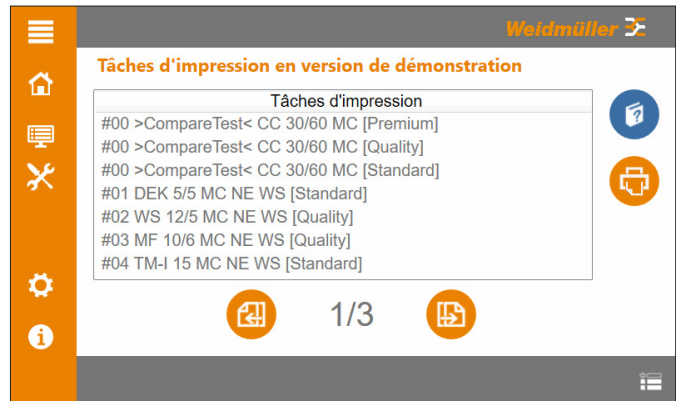 Weidmüller
Tâches d'impression en version de démonstration
Tâches d'impression
#00 >CompareTest< CC 30/60 MC [Premium]
#00 >CompareTest< CC 30/60 MC [Quality]
#00 >CompareTest< CC 30/60 MC [Standard]
#01 DEK 5/5 MC NE WS [Standard]
#02 WS 12/5 MC NE WS [Quality]
#03 MF 10/6 MC NE WS [Quality]
#04 TM-I 15 MC NE WS [Standard]
1/3